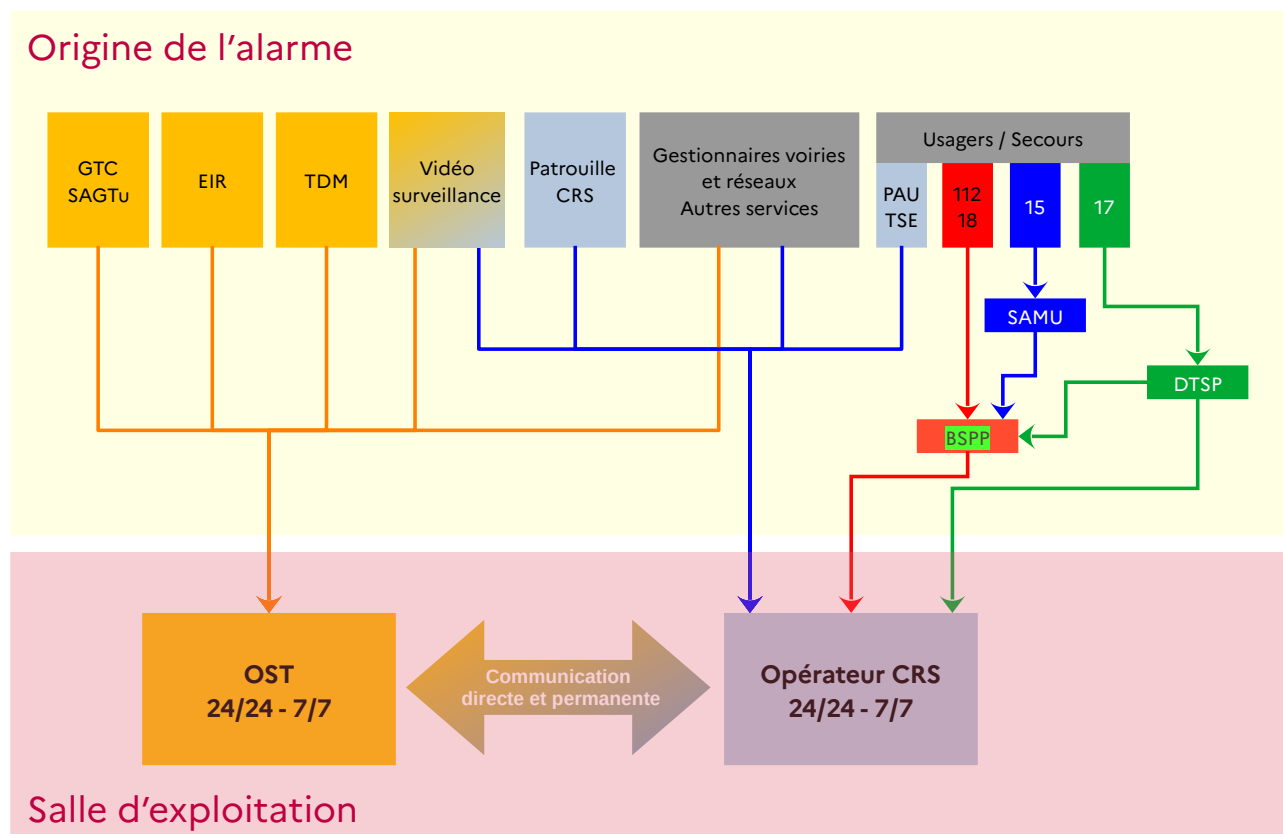 Origine de l’alarme
GTC
SAGTu
EIR
TDM
Vidéo
surveillance
Patrouille
CRS
Gestionnaires voiries
et réseaux
Autres services
Usagers / Secours
PAU
TSE
112
18
15
17
SAMU
DTSP
BSPP
OST
24/24 - 7/7
Communication
directe et permanente
Opérateur CRS
24/24 - 7/7
Salle d’exploitation